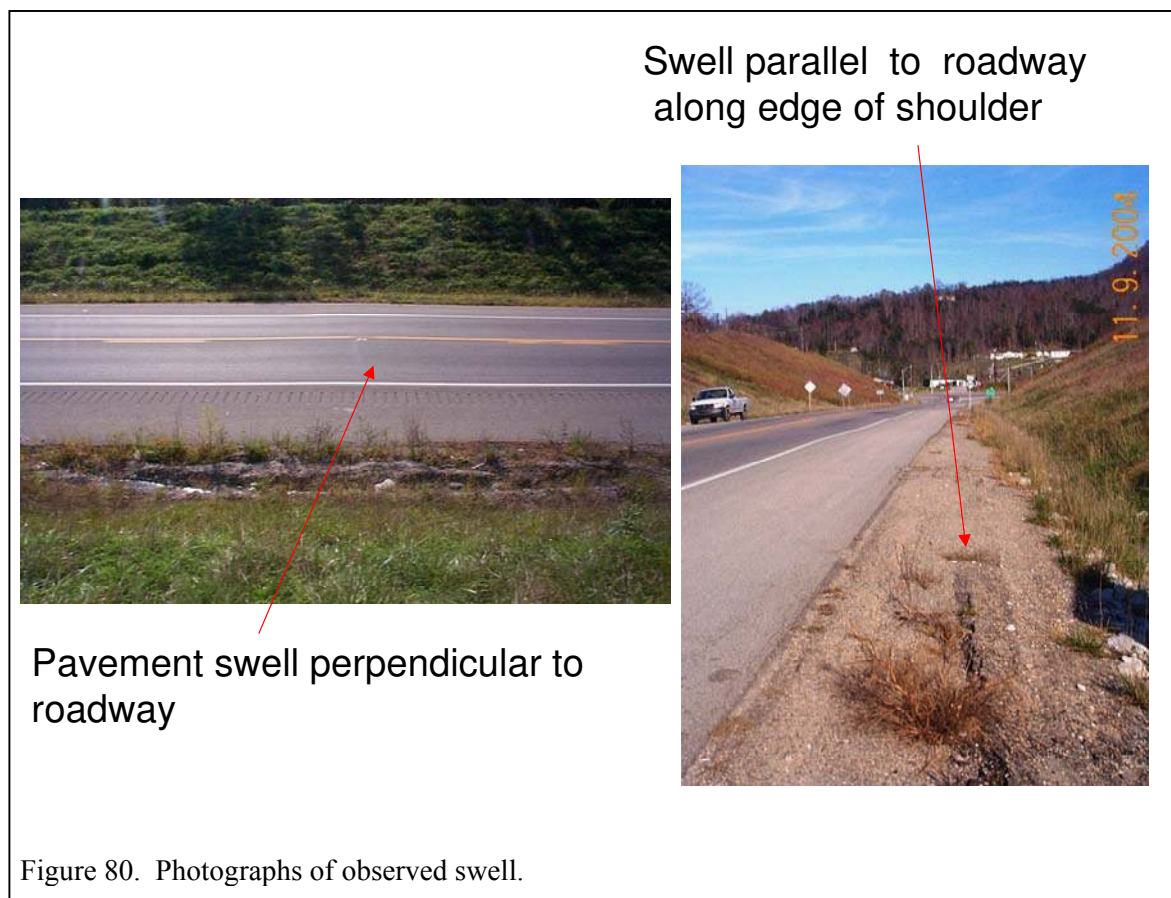 Swell parallel to roadway
along edge of shoulder
11. 9. 2004
Pavement swell perpendicular to
roadway
Figure 80. Photographs of observed swell.